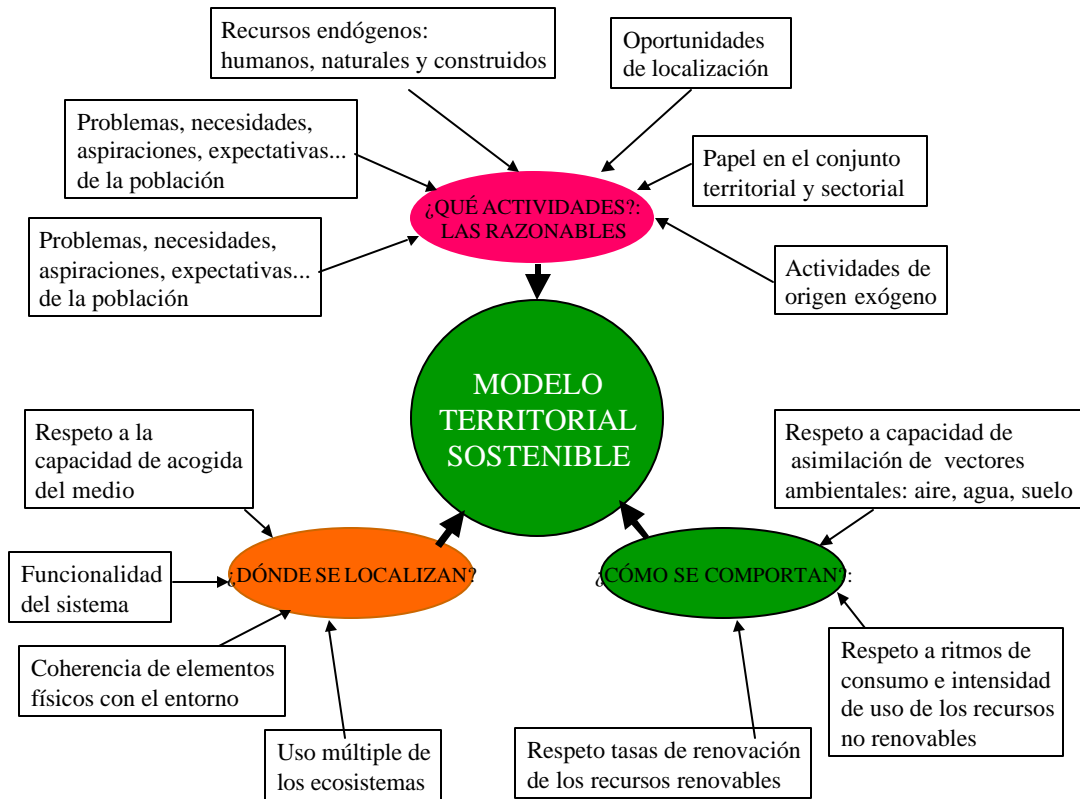 Recursos endógenos:
humanos, naturales y construidos
Oportunidades
de localización
Problemas, necesidades,
aspiraciones, expectativas...
de la población
Papel en el conjunto
territorial y sectorial
¿QUÉ ACTIVIDADES?:
LAS RAZONABLES
Problemas, necesidades,
aspiraciones, expectativas...
de la población
Actividades de
origen exógeno
MODELO
TERRITORIAL
SOSTENIBLE
Respeto a la
capacidad de acogida
del medio
Respeto a capacidad de
asimilación de vectores
ambientales: aire, agua, suelo
¿DÓNDE SE LOCALIZAN?
¿CÓMO SE COMPORTAN?:
Funcionalidad
del sistema
Coherencia de elementos
físicos con el entorno
Respeto a ritmos de
consumo e intensidad
de uso de los recursos
no renovables
Uso múltiple de
los ecosistemas
Respeto tasas de renovación
de los recursos renovables